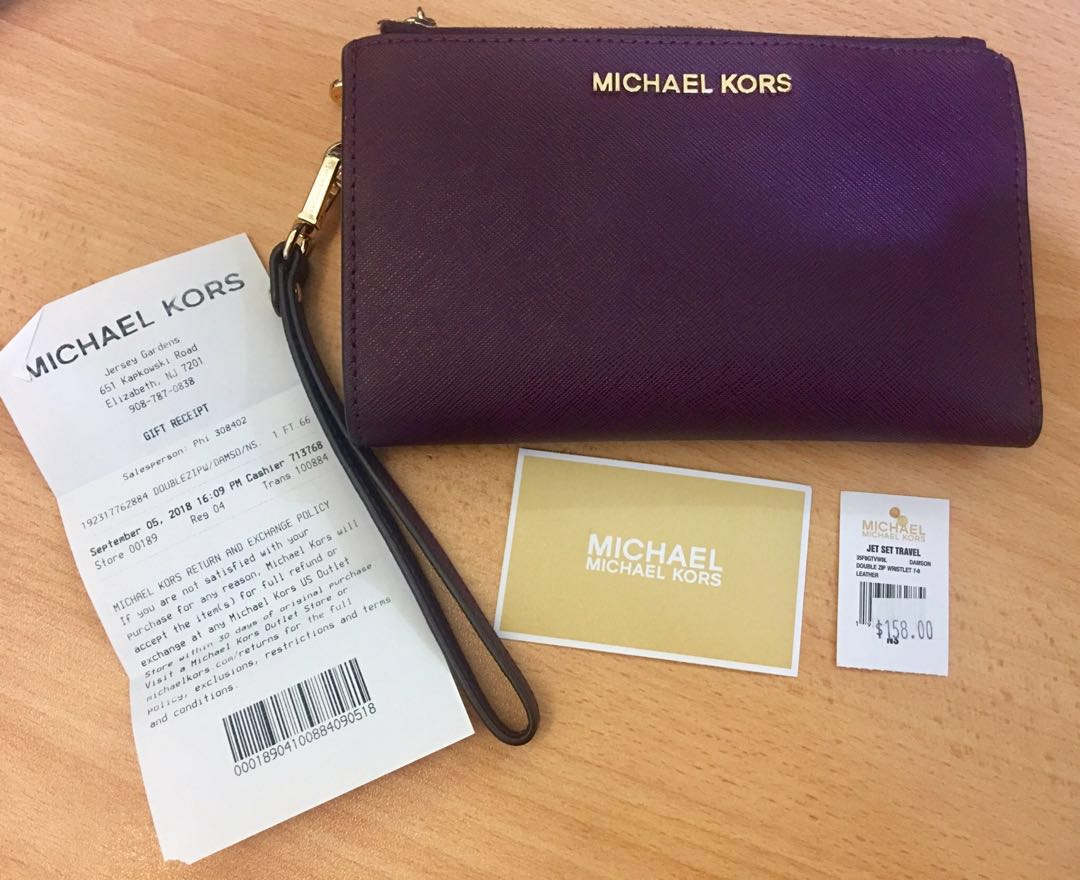 MICHAEL KORS
MICHAEL KORS
Jersey Gardens
651 Kapkowski Road
Elizabeth, NJ 7201
908-787-0838
GIFT RECEIPT
Salesperson: Phi 308402
192317762884 DOUBLEZIPW/DAMSO/NS. 1 FT 66
September 05, 2018 16:09 PM Cashier 713768
Store 00189 Reg 04 Trans 100884
MICHAEL KORS RETURN AND EXCHANGE POLICY
If you are not satisfied with your
purchase for any reason, Michael Kors will
accept the item(s) for full refund or
exchange at any Michael Kors US Outlet
Store within 30 days of original purchase
Visit a Michael Kors Outlet Store or
michaelkors.com/returns for the full
policy, exclusions, restrictions and terms
and conditions.
00018904100884090518
MICHAEL
MICHAEL KORS
MICHAEL
MICHAEL KORS
JET SET TRAVEL
35F8GTVW0L DAMSON
DOUBLE ZIP WRISTLET 7-8
LEATHER
$158.00
NS